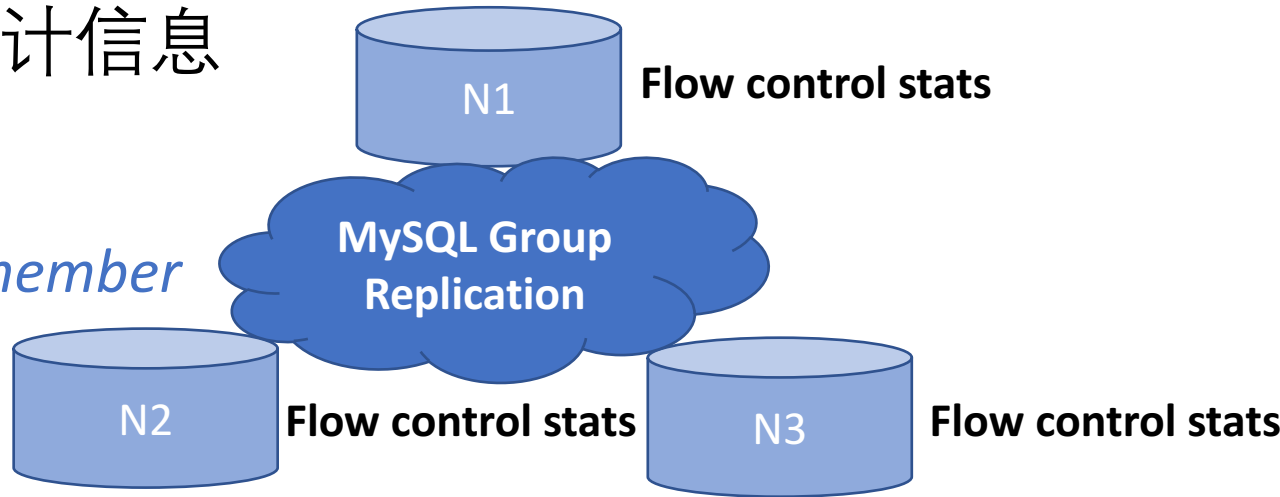 计信息
N1
Flow control stats
MySQL Group
Replication
member
N2
Flow control stats
N3
Flow control stats